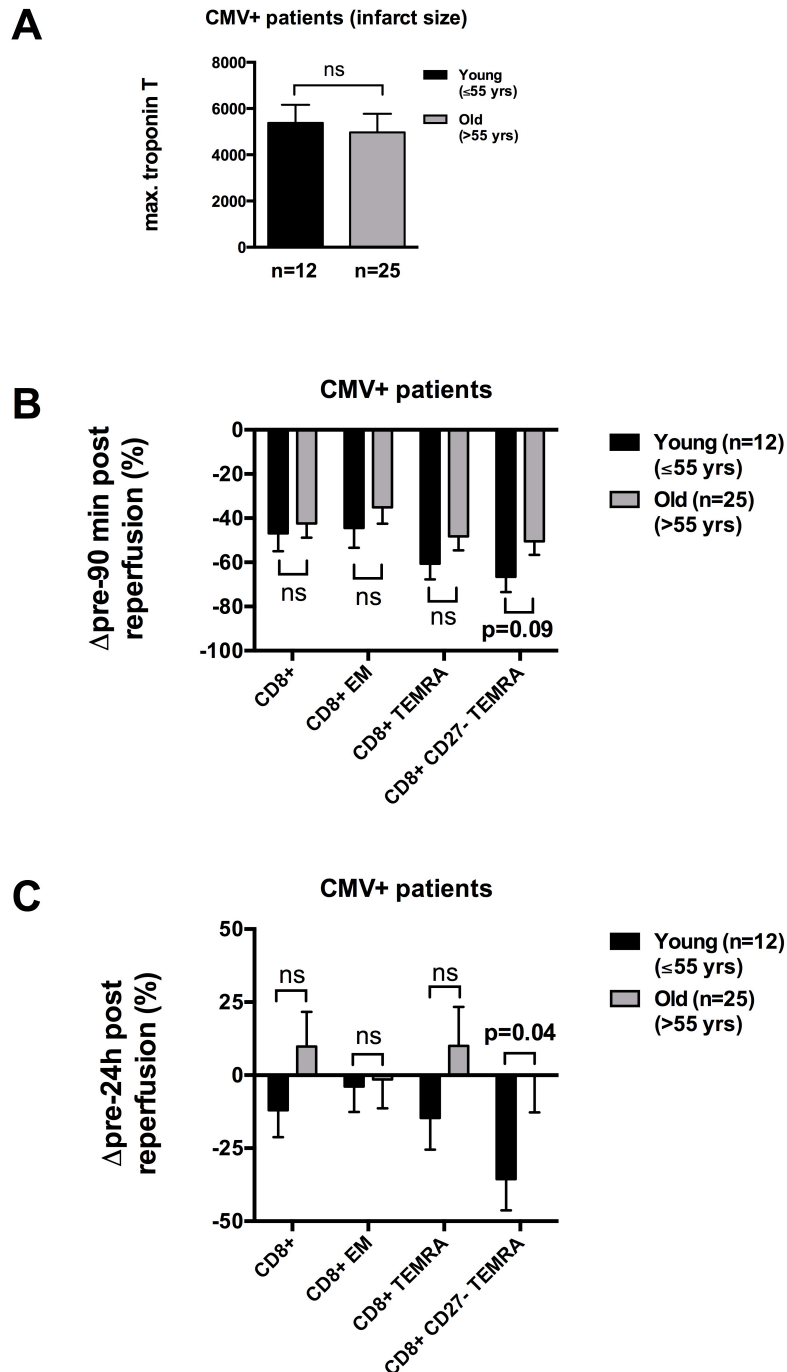 A
CMV+ patients (infarct size)
max. troponin T
8000
6000
4000
2000
0
ns
n=12
n=25
Young
(≤55 yrs)
Old
(>55 yrs)
B
CMV+ patients
Δpre-90 min post
reperfusion (%)
0
-20
-40
-60
-80
-100
ns
ns
ns
p=0.09
CD8+
CD8+ EM
CD8+ TEMRA
CD8+ CD27- TEMRA
Young (n=12)
(≤55 yrs)
Old (n=25)
(>55 yrs)
C
CMV+ patients
Δpre-24h post
reperfusion (%)
50
25
0
-25
-50
ns
ns
ns
p=0.04
CD8+
CD8+ EM
CD8+ TEMRA
CD8+ CD27- TEMRA
Young (n=12)
(≤55 yrs)
Old (n=25)
(>55 yrs)